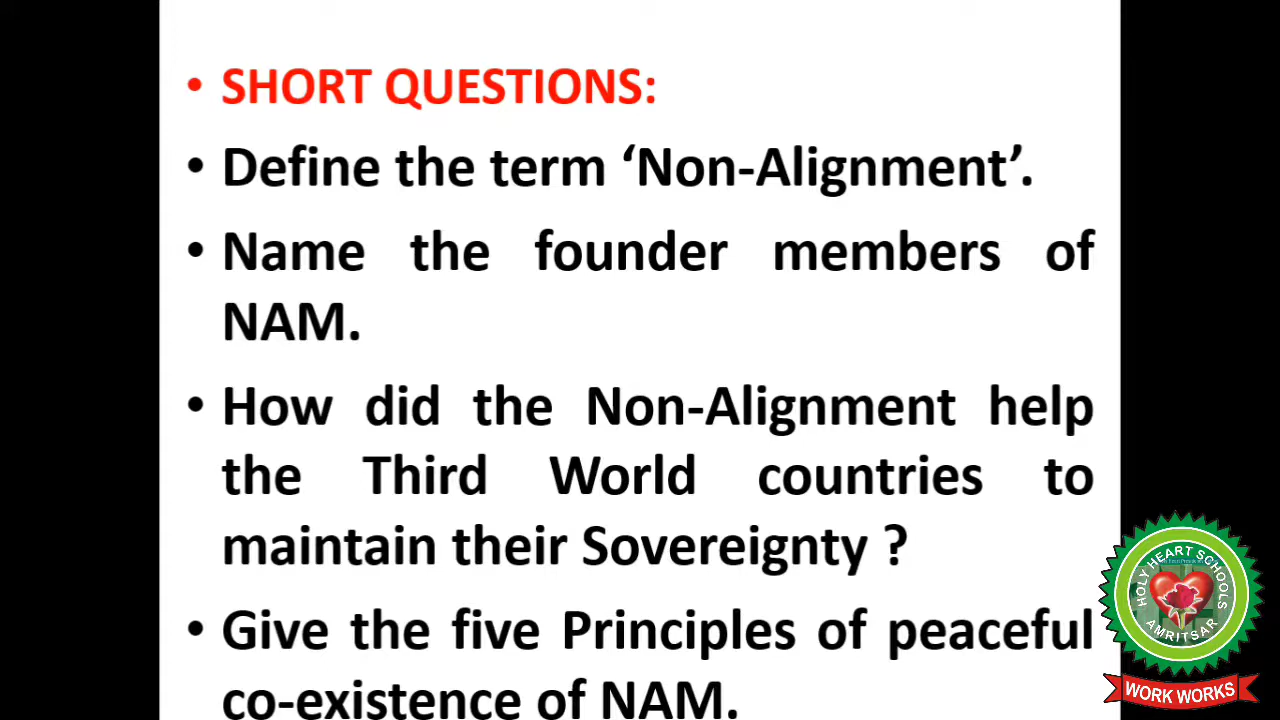 • SHORT QUESTIONS:
• Define the term ‘Non-Alignment’.
• Name the founder members of
NAM.
• How did the Non-Alignment help
the Third World countries to
maintain their Sovereignty ?
• Give the five Principles of peaceful
co-existence of NAM.
HOLY HEART SCHOOLS
AMRITSAR
WORK WORKS